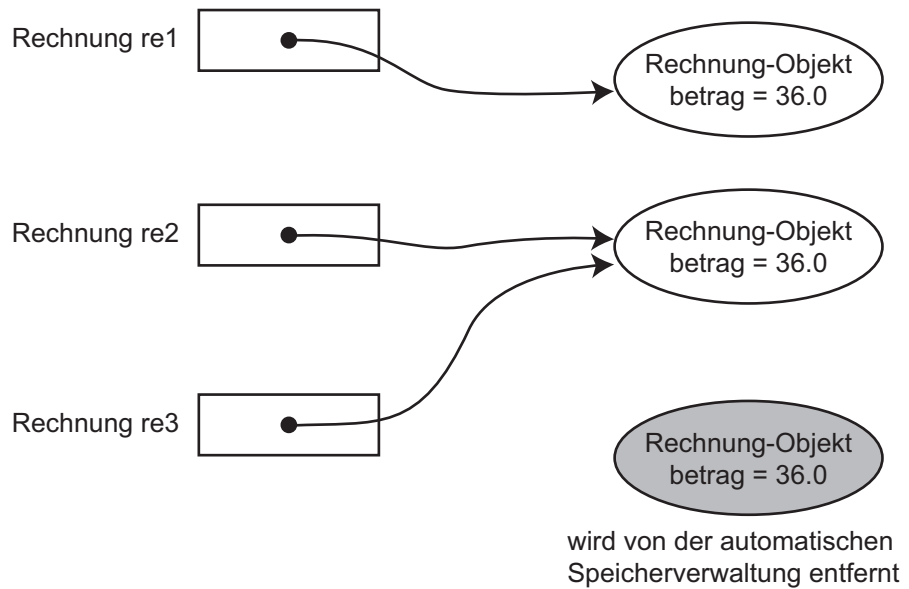 Rechnung re1
Rechnung-Objekt
betrag = 36.0
Rechnung re2
Rechnung-Objekt
betrag = 36.0
Rechnung re3
Rechnung-Objekt
betrag = 36.0
wird von der automatischen
Speicherverwaltung entfernt